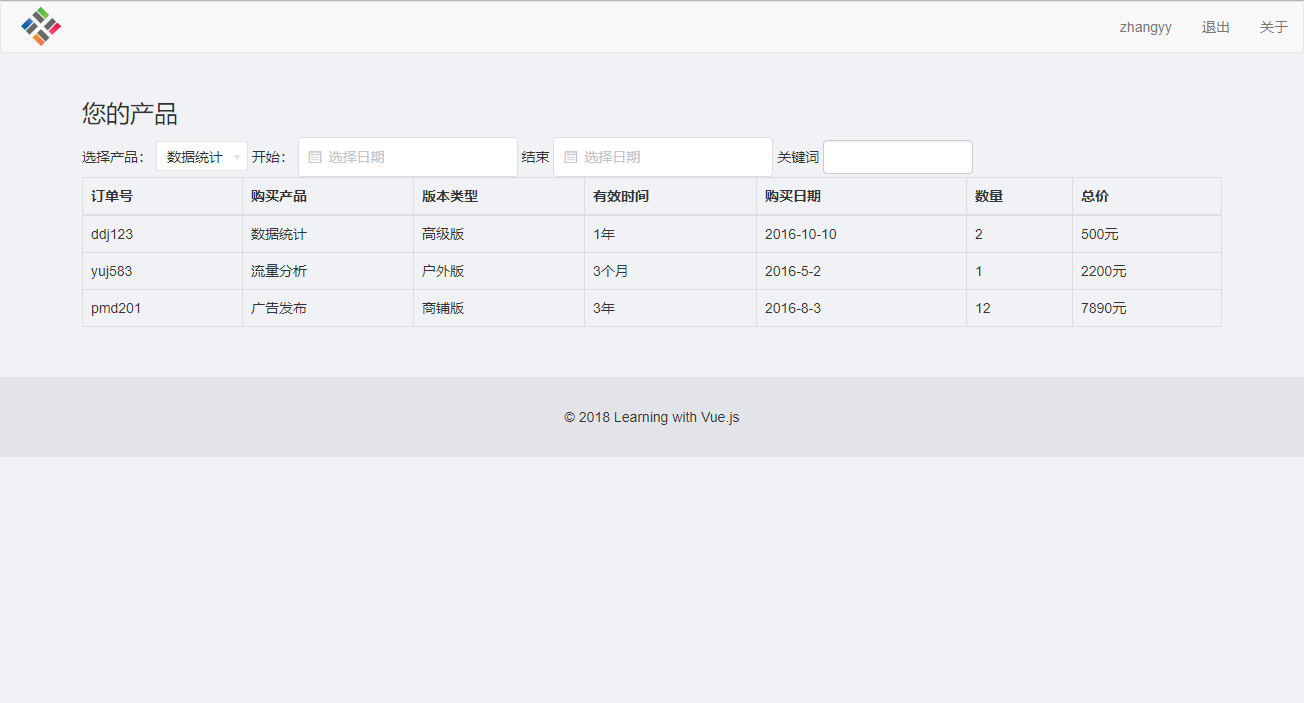 zhangyy 退出 关于
您的产品
选择产品： 数据统计 开始： 选择日期 结束 选择日期 关键词
订单号 购买产品 版本类型 有效时间 购买日期 数量 总价
ddj123 数据统计 高级版 1年 2016-10-10 2 500元
yuj583 流量分析 户外版 3个月 2016-5-2 1 2200元
pmd201 广告发布 商铺版 3年 2016-8-3 12 7890元
© 2018 Learning with Vue.js